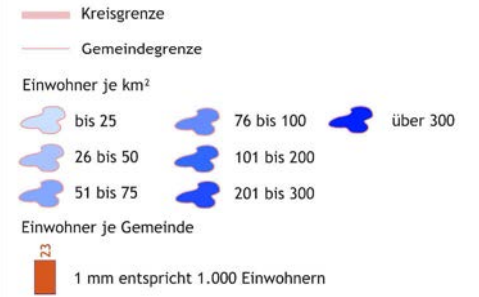 Kreisgrenze
Gemeindegrenze
Einwohner je km²
bis 25
76 bis 100
über 300
26 bis 50
101 bis 200
51 bis 75
201 bis 300
Einwohner je Gemeinde
23
1 mm entspricht 1.000 Einwohnern